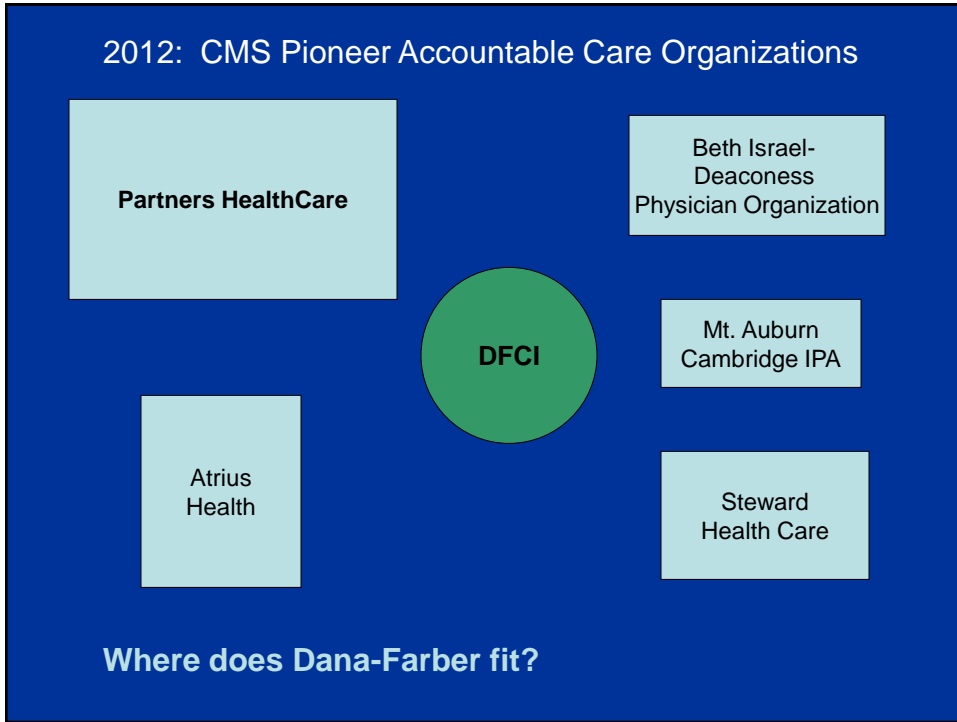 2012:  CMS Pioneer Accountable Care Organizations
Partners HealthCare
Beth Israel-
Deaconess
Physician Organization
DFCI
Mt. Auburn
Cambridge IPA
Atrius
Health
Steward
Health Care
Where does Dana-Farber fit?